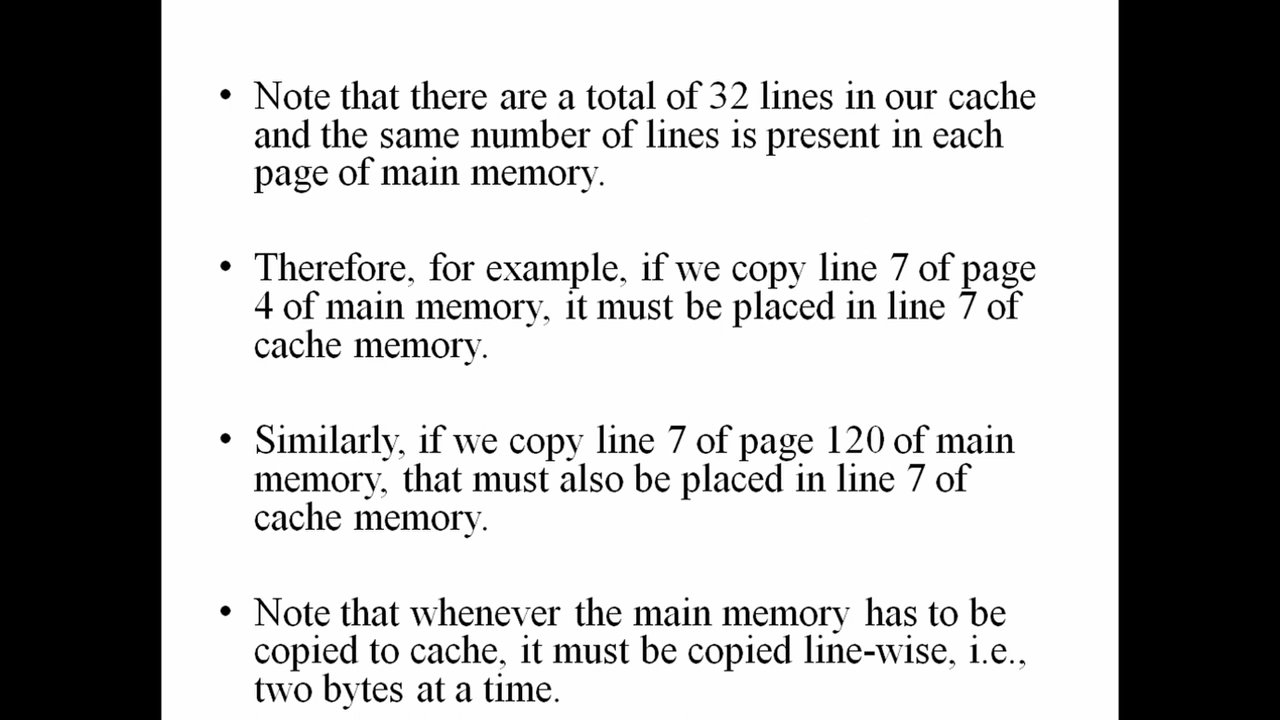 • Note that there are a total of 32 lines in our cache
and the same number of lines is present in each
page of main memory.
• Therefore, for example, if we copy line 7 of page
4 of main memory, it must be placed in line 7 of
cache memory.
• Similarly, if we copy line 7 of page 120 of main
memory, that must also be placed in line 7 of
cache memory.
• Note that whenever the main memory has to be
copied to cache, it must be copied line-wise, i.e.,
two bytes at a time.